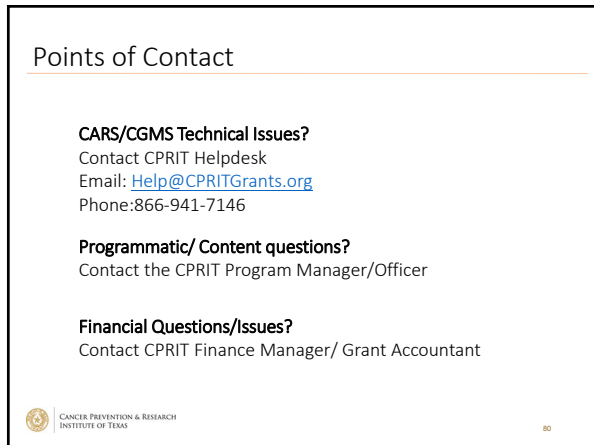 Points of Contact
CARS/CGMS Technical Issues?
Contact CPRIT Helpdesk
Email: Help@CPRITGrants.org
Phone:866-941-7146
Programmatic/ Content questions?
Contact the CPRIT Program Manager/Officer
Financial Questions/Issues?
Contact CPRIT Finance Manager/ Grant Accountant
CANCER PREVENTION & RESEARCH
INSTITUTE OF TEXAS
80